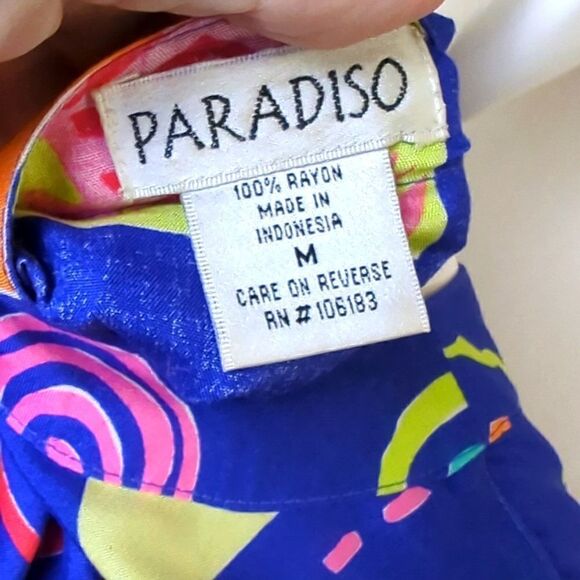 PARADISO
100% RAYON
MADE IN
INDONESIA
M
CARE ON REVERSE
RN # 106183